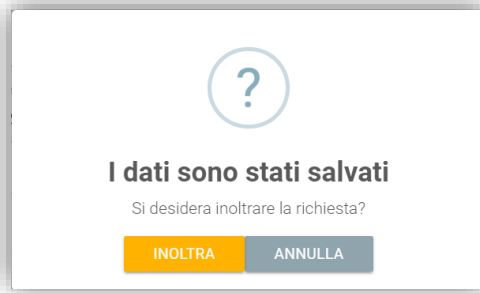 ?
I dati sono stati salvati
Si desidera inoltrare la richiesta?
INOLTRA ANNULLA